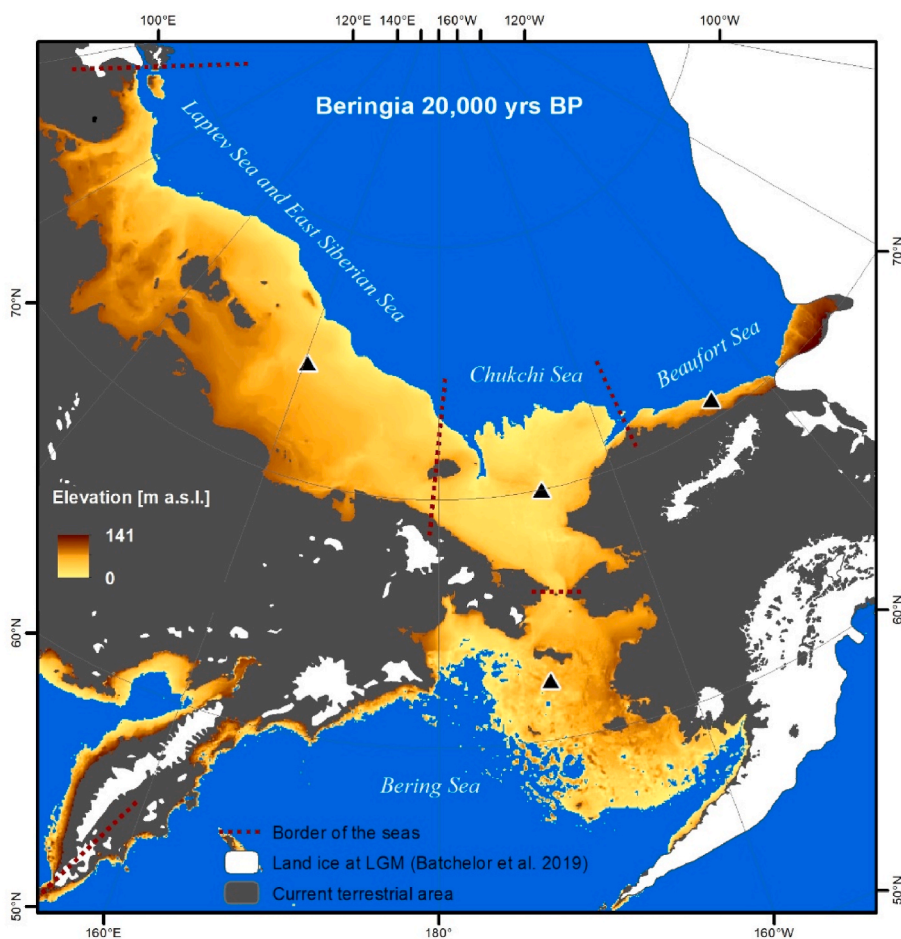 100°E
120°E 140°E 160°W 120°W
100°W
Beringia 20,000 yrs BP
Laptev Sea and East Siberian Sea
70°N
70°N
Chukchi Sea
Beaufort Sea
Elevation [m a.s.l.]
141
0
60°N
60°N
Bering Sea
Border of the seas
Land ice at LGM (Batchelor et al. 2019)
Current terrestrial area
50°N
50°N
160°E
180°
160°W